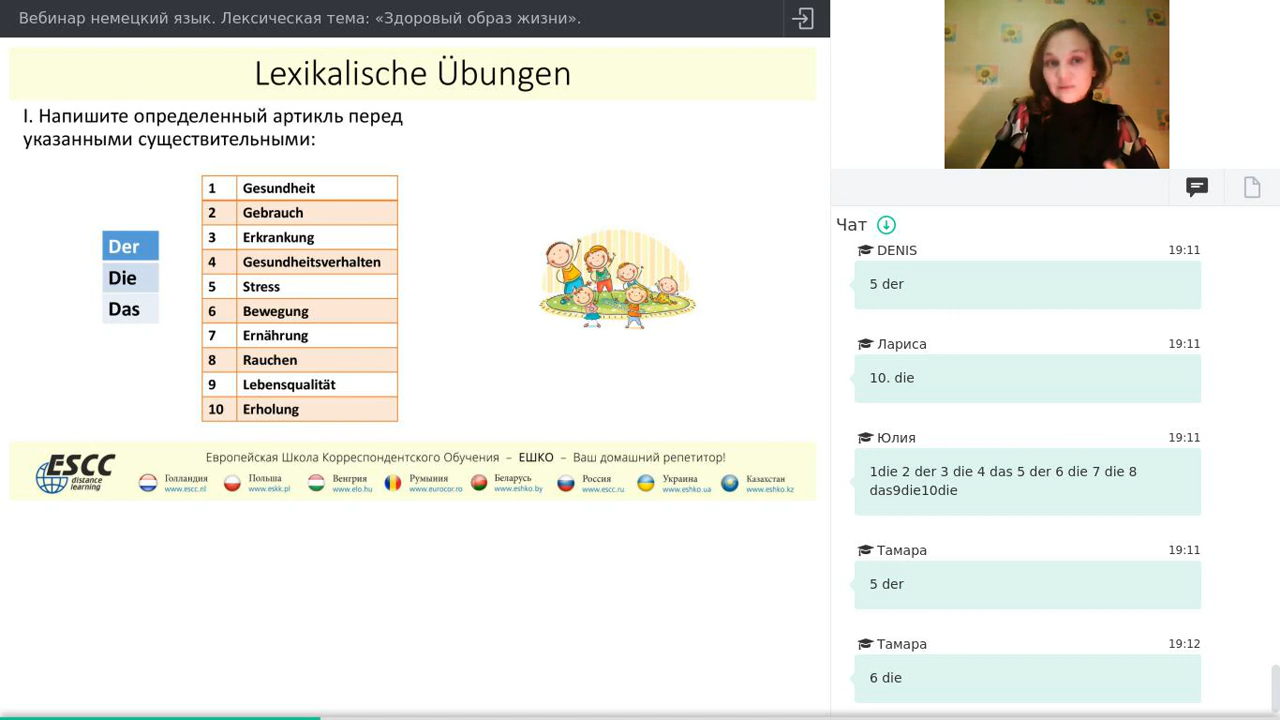 Вебинар немецкий язык. Лексическая тема: «Здоровый образ жизни».
Lexikalische Übungen
I. Напишите определенный артикль перед
указанными существительными:
Der
Die
Das
1 Gesundheit
2 Gebrauch
3 Erkrankung
4 Gesundheitsverhalten
5 Stress
6 Bewegung
7 Ernährung
8 Rauchen
9 Lebensqualität
10 Erholung
ESCC
distance
learning
Европейская Школа Корреспондентского Обучения – ЕШКО – Ваш домашний репетитор!
Голландия
www.escc.nl
Польша
www.eskk.pl
Венгрия
www.elo.hu
Румыния
www.eurocor.ro
Беларусь
www.eshko.by
Россия
www.escc.ru
Украина
www.eshko.ua
Казахстан
www.eshko.kz
Чат
DENIS 19:11
5 der
Лариса 19:11
10. die
Юлия 19:11
1die 2 der 3 die 4 das 5 der 6 die 7 die 8
das9die10die
Тамара 19:11
5 der
Тамара 19:12
6 die